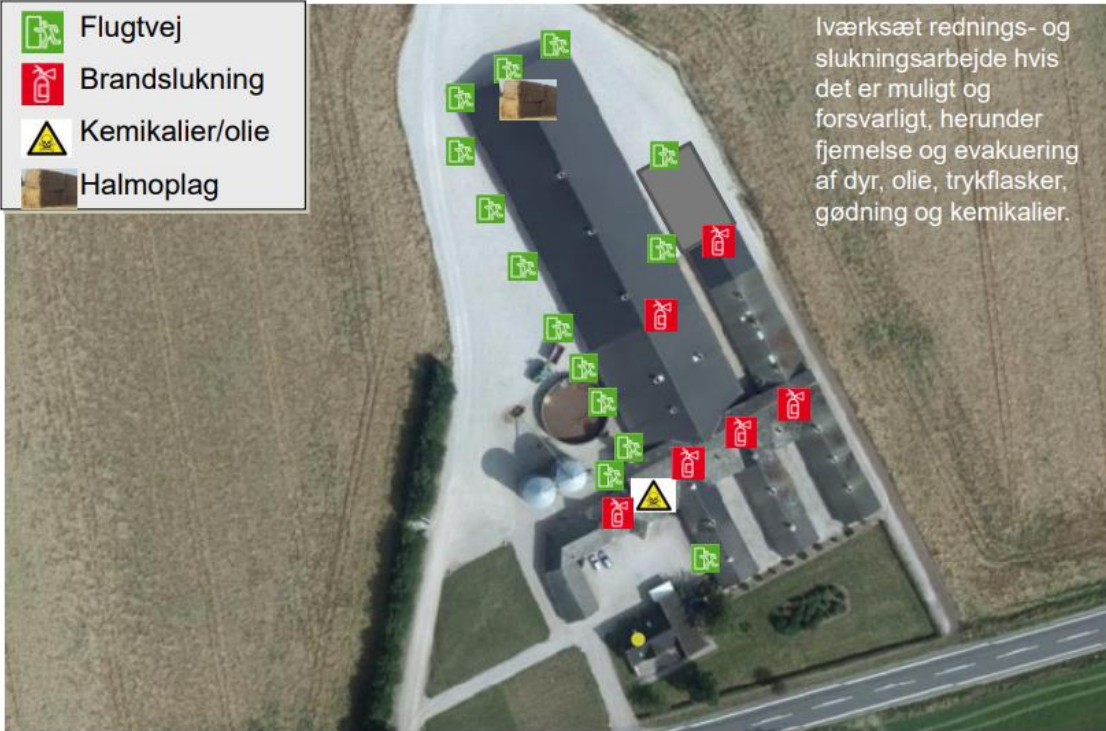 Flugtvej
Brandslukning
Kemikalier/olie
Halmoplag
Iværksæt rednings- og
slukningsarbejde hvis
det er muligt og
forsvarligt, herunder
fjernelse og evakuering
af dyr, olie, trykflasker,
gødning og kemikalier.